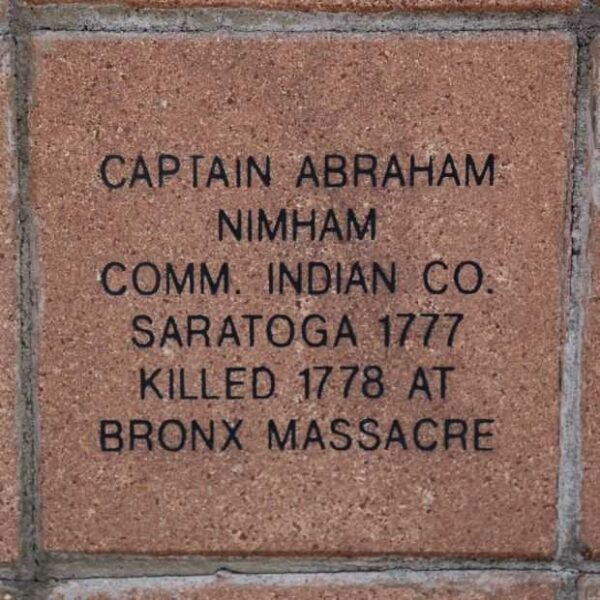 CAPTAIN ABRAHAM
NIMHAM
COMM. INDIAN CO.
SARATOGA 1777
KILLED 1778 AT
BRONX MASSACRE